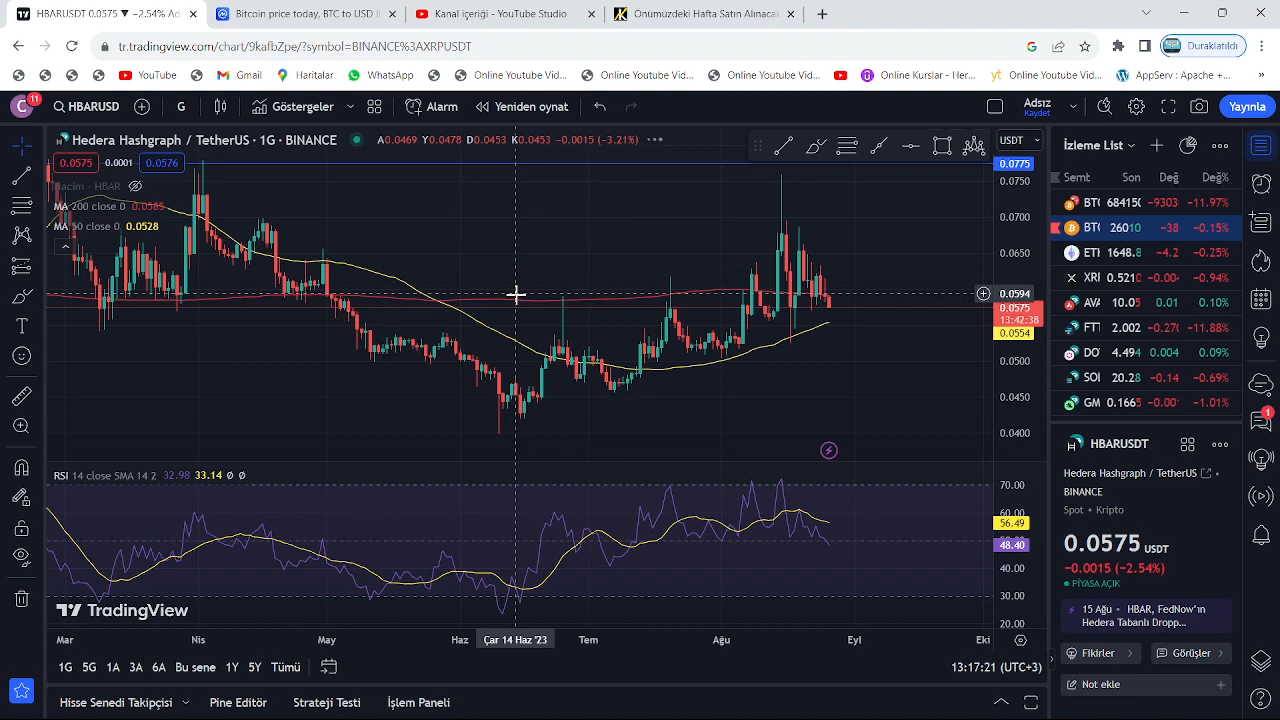 HBARUSD 0.0575 ▼ −2.54% Ad
Bitcoin price today, BTC to USD li
Kanal İçeriği - YouTube Studio
Önümüzdeki Hafta Satın Alınacak
tr.tradingview.com/chart/9kafbZpe/?symbol=BINANCE%3AXRPUSDT
Duraklatıldı
YouTube
Gmail
Haritalar
WhatsApp
Online Youtube Vid...
Online Youtube Vid...
Online Youtube Vid...
Online Kurslar - Her...
Online Youtube Vid...
AppServ : Apache +...
C 11
HBARUSD
G
Göstergeler
Alarm
Yeniden oynat
Adsız
Kaydet
Yayınla
Hedera Hashgraph / TetherUS · 1G · BINANCE
A0.0469 Y0.0478 D0.0453 K0.0453 −0.0015 (−3.21%)
USDT
0.0575 0.0001 0.0576
Hacim · HBAR
MA 200 close 0 0.0585
MA 50 close 0 0.0528
0.0775
0.0750
0.0700
0.0650
0.0594
0.0575
13:42:38
0.0554
0.0500
0.0450
0.0400
RSI 14 close SMA 14 2 32.98 33.14 Ø Ø
70.00
60.00
56.49
48.40
40.00
30.00
20.00
TradingView
Mar
Nis
May
Haz
Çar 14 Haz '23
Tem
Ağu
Eyl
Eki
1G 5G 1A 3A 6A Bu sene 1Y 5Y Tümü
13:17:21 (UTC+3)
Hisse Senedi Takipçisi
Pine Editör
Strateji Testi
İşlem Paneli
İzleme List
Semt Son Değ Değ%
BTC 684150 −9303 −11.97%
BTC 26010 −38 −0.15%
ETH 1648.8 −4.2 −0.25%
XRI 0.5210 −0.00 −0.94%
AVA 10.05 0.01 0.10%
FTT 2.002 −0.270 −11.88%
DO 4.494 0.004 0.09%
SOI 20.28 −0.14 −0.69%
GM 0.1665 −0.00 −1.01%
HBARUSDT
Hedera Hashgraph / TetherUS
BINANCE
Spot • Kripto
0.0575 USDT
−0.0015 (−2.54%)
PİYASA AÇIK
15 Ağu • HBAR, FedNow'ın
Hedera Tabanlı Dropp...
Fikirler
Görüşler
Not ekle
1